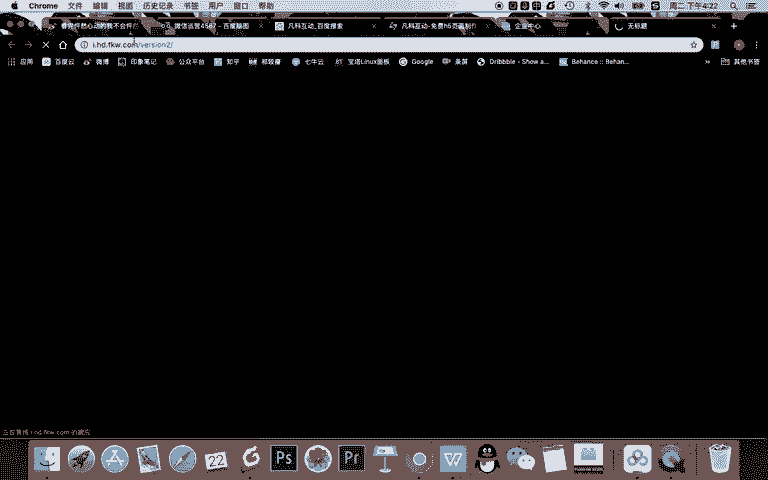 Chrome 文件 编辑 视图 历史记录 书签 用户 窗口 帮助 周二 下午4:22
微信运营4567 - 百度脑图 凡科互动_百度搜索 凡科互动-免费h5页面制作 企业中心 无标题
i.hd.fkw.com/version2/
应用 百度云 微博 印象笔记 公众平台 知乎 七牛云 宝塔Linux面板 Google 录屏 Dribbble - Show a... Behance :: Behan... 其他书签
正在等待 i.hd.fkw.com 的响应
22 Ps Pr